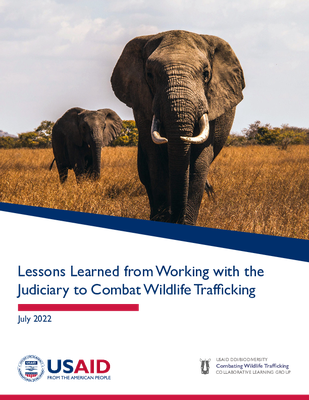 Lessons Learned from Working with the
Judiciary to Combat Wildlife Trafficking
July 2022
USAID
FROM THE AMERICAN PEOPLE
USAID DDI/BIODIVERSITY
Combating Wildlife Trafficking
COLLABORATIVE LEARNING GROUP